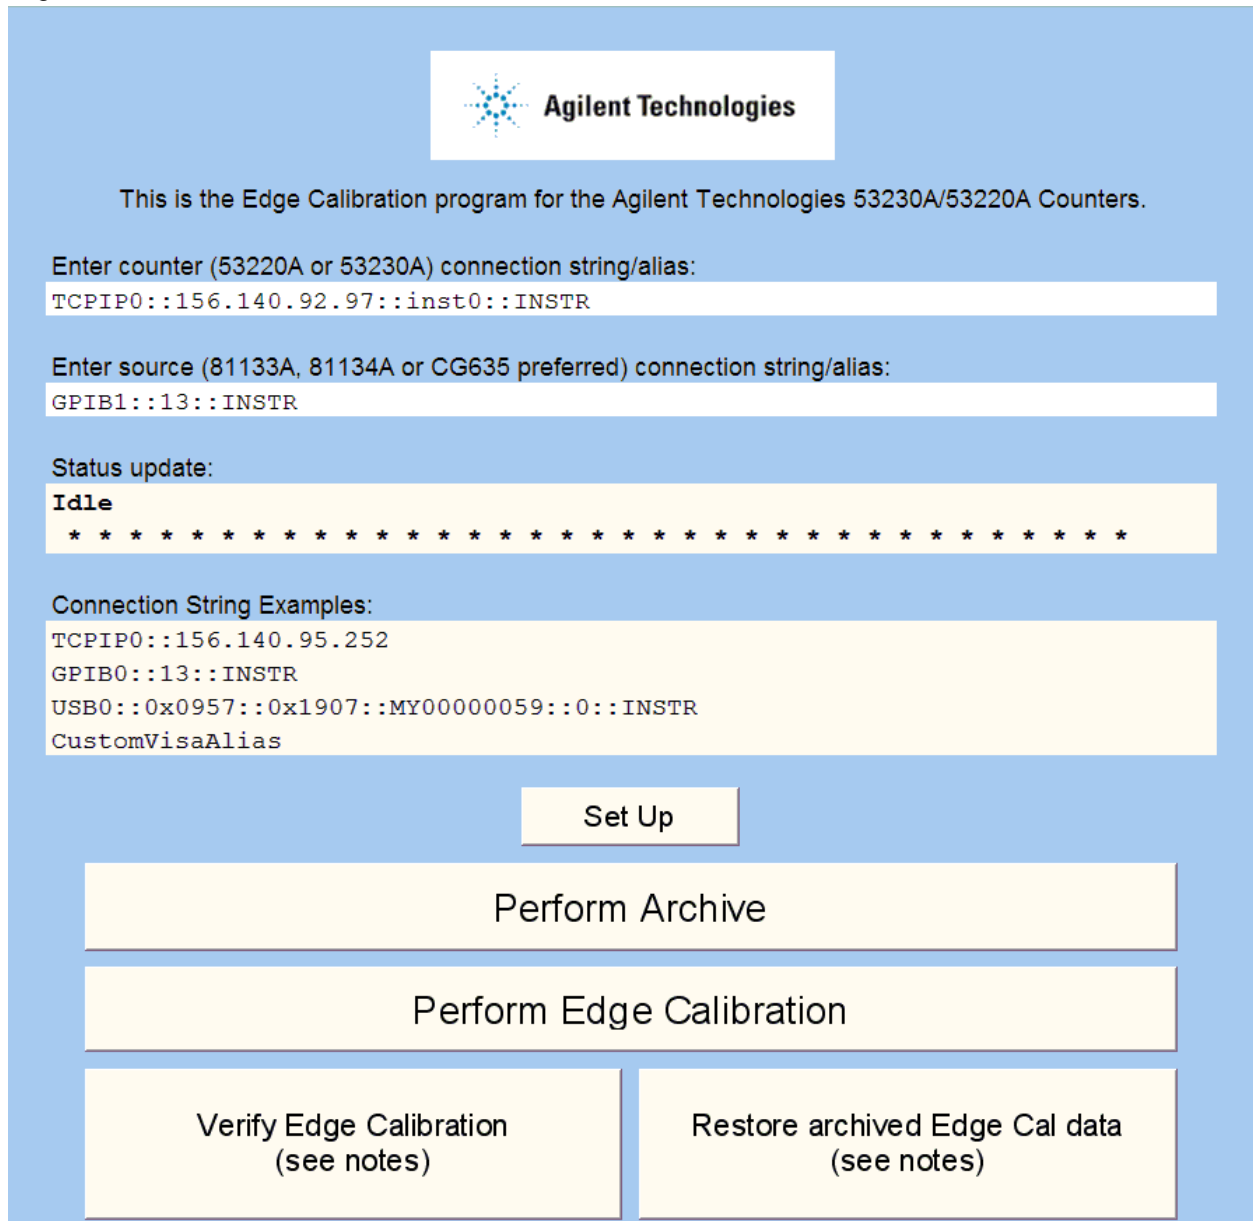 Agilent Technologies
This is the Edge Calibration program for the Agilent Technologies 53230A/53220A Counters.
Enter counter (53220A or 53230A) connection string/alias:
TCPIP0::156.140.92.97::inst0::INSTR
Enter source (81133A, 81134A or CG635 preferred) connection string/alias:
GPIB1::13::INSTR
Status update:
Idle
* * * * * * * * * * * * * * * * * * * * * * * * * * * * * * * * * * *
Connection String Examples:
TCPIP0::156.140.95.252
GPIB0::13::INSTR
USB0::0x0957::0x1907::MY00000059::0::INSTR
CustomVisaAlias
Set Up
Perform Archive
Perform Edge Calibration
Verify Edge Calibration
(see notes)
Restore archived Edge Cal data
(see notes)